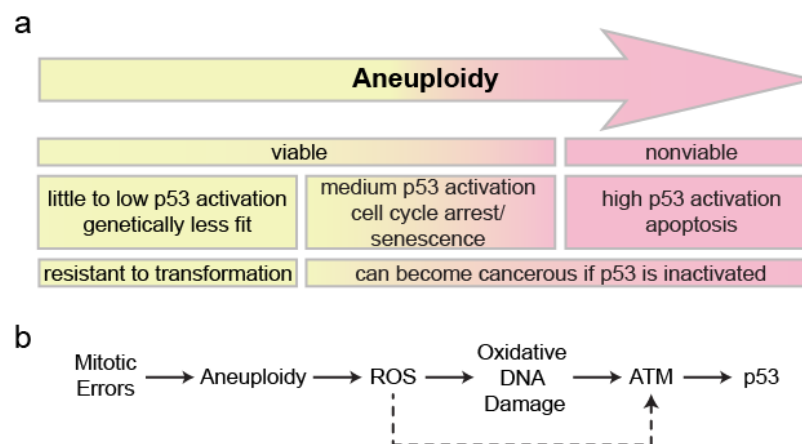 a
Aneuploidy
viable
nonviable
little to low p53 activation
genetically less fit
medium p53 activation
cell cycle arrest/
senescence
high p53 activation
apoptosis
resistant to transformation
can become cancerous if p53 is inactivated
b
Mitotic
Errors
Aneuploidy
ROS
Oxidative
DNA
Damage
ATM
p53